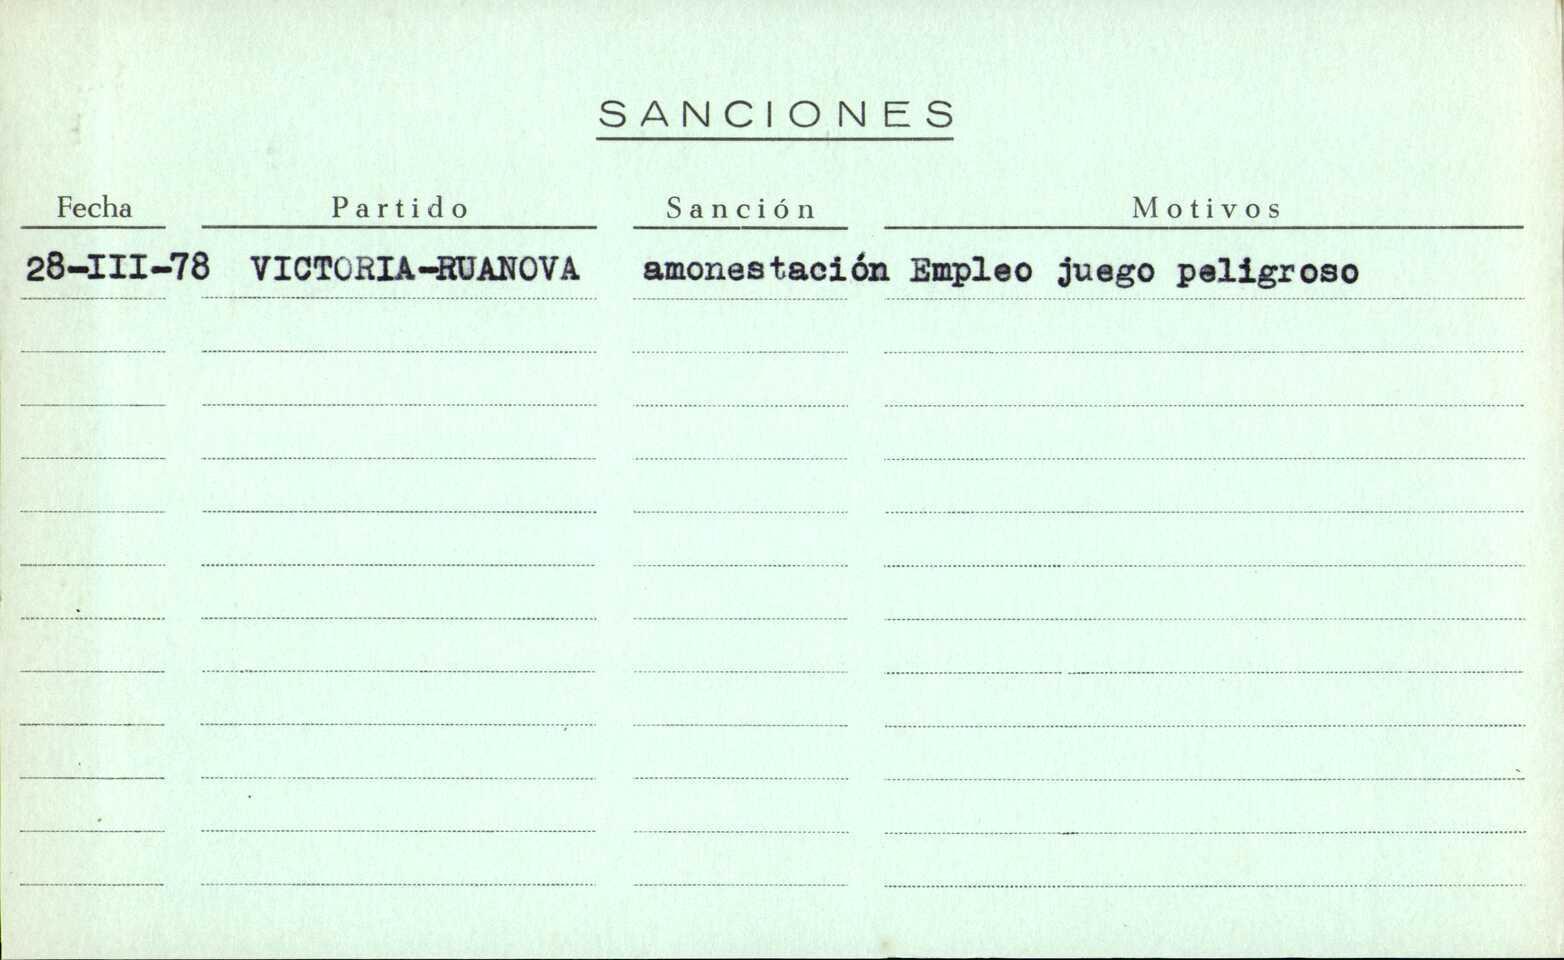 SANCIONES
Fecha Partido Sanción Motivos
28-III-78 VICTORIA-RUANOVA amonestación Empleo juego peligroso